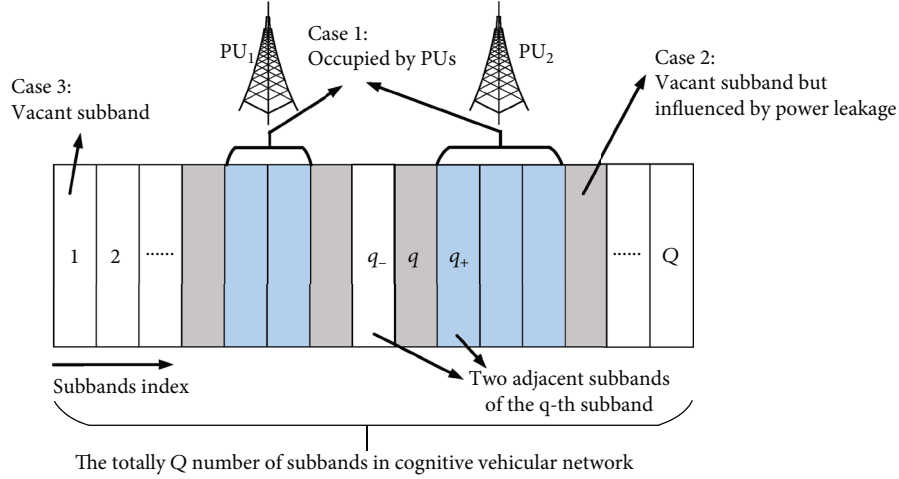 PU1
Case 1:
Occupied by PUs
PU2
Case 2:
Vacant subband but
influenced by power leakage
Case 3:
Vacant subband
1 2 ...... q− q q+ ...... Q
Subbands index
Two adjacent subbands
of the q-th subband
The totally Q number of subbands in cognitive vehicular network